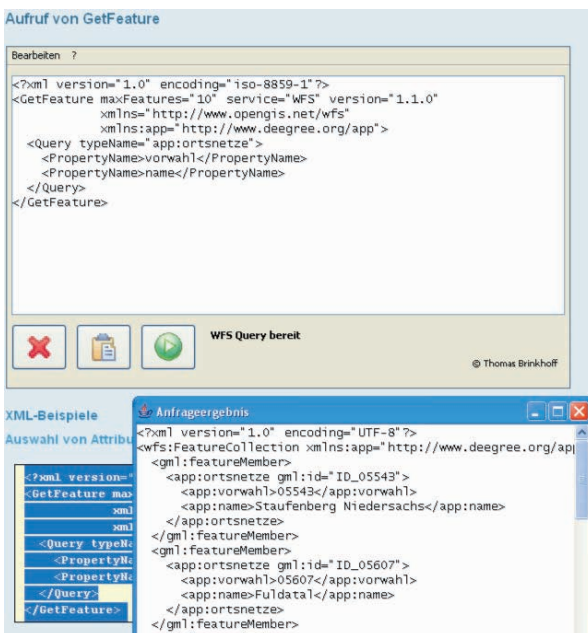 Aufruf von GetFeature
Bearbeiten ?
<?xml version="1.0" encoding="iso-8859-1"?>
<GetFeature maxFeatures="10" service="WFS" version="1.1.0"
xmlns="http://www.opengis.net/wfs"
xmlns:app="http://www.deegree.org/app">
<Query typeName="app:ortsnetze">
<PropertyName>vorwahl</PropertyName>
<PropertyName>name</PropertyName>
</Query>
</GetFeature>
WFS Query bereit
© Thomas Brinkhoff
XML-Beispiele
Auswahl von Attribu
<?xml version="
<GetFeature max
xml
xml
<Query typeNa
<PropertyNa
<PropertyNa
</Query>
</GetFeature>
Anfrageergebnis
<?xml version="1.0" encoding="UTF-8"?>
<wfs:FeatureCollection xmlns:app="http://www.deegree.org/app
<gml:featureMember>
<app:ortsnetze gml:id="ID_05543">
<app:vorwahl>05543</app:vorwahl>
<app:name>Staufenberg Niedersachs</app:name>
</app:ortsnetze>
</gml:featureMember>
<gml:featureMember>
<app:ortsnetze gml:id="ID_05607">
<app:vorwahl>05607</app:vorwahl>
<app:name>Fuldatal</app:name>
</app:ortsnetze>
</gml:featureMember>